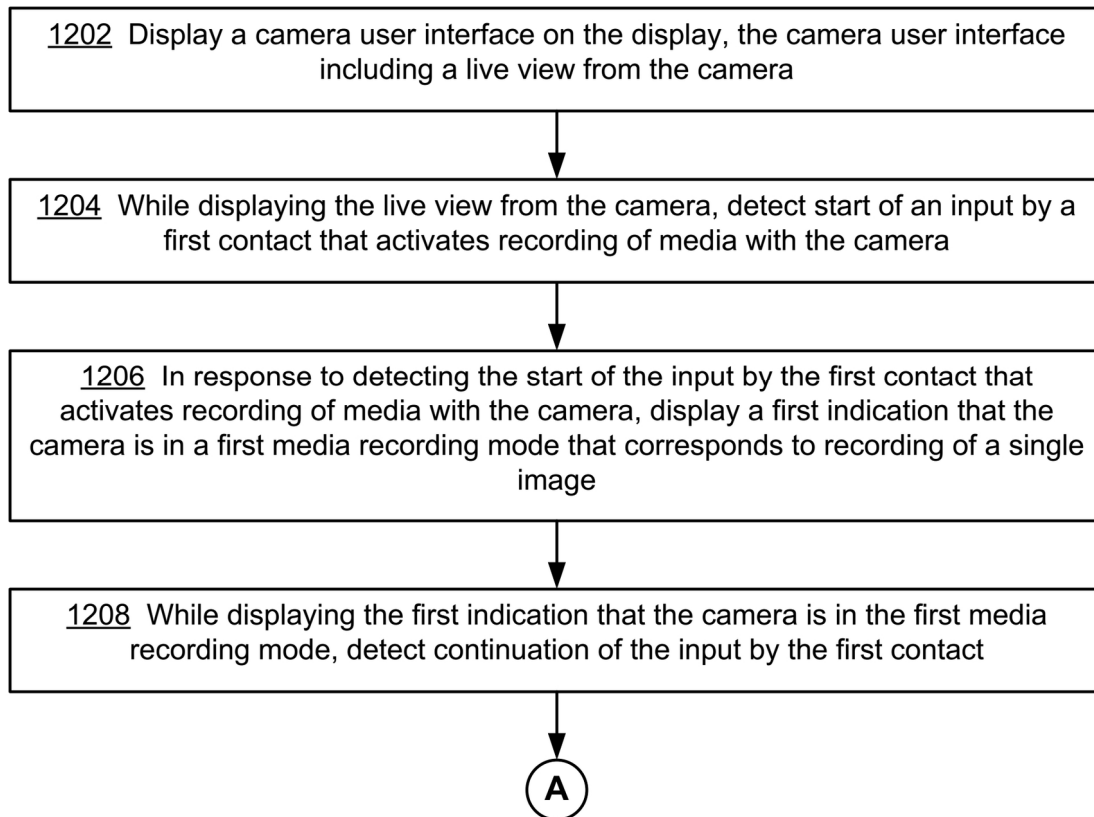 1202 Display a camera user interface on the display, the camera user interface
including a live view from the camera
1204 While displaying the live view from the camera, detect start of an input by a
first contact that activates recording of media with the camera
1206 In response to detecting the start of the input by the first contact that
activates recording of media with the camera, display a first indication that the
camera is in a first media recording mode that corresponds to recording of a single
image
1208 While displaying the first indication that the camera is in the first media
recording mode, detect continuation of the input by the first contact
A